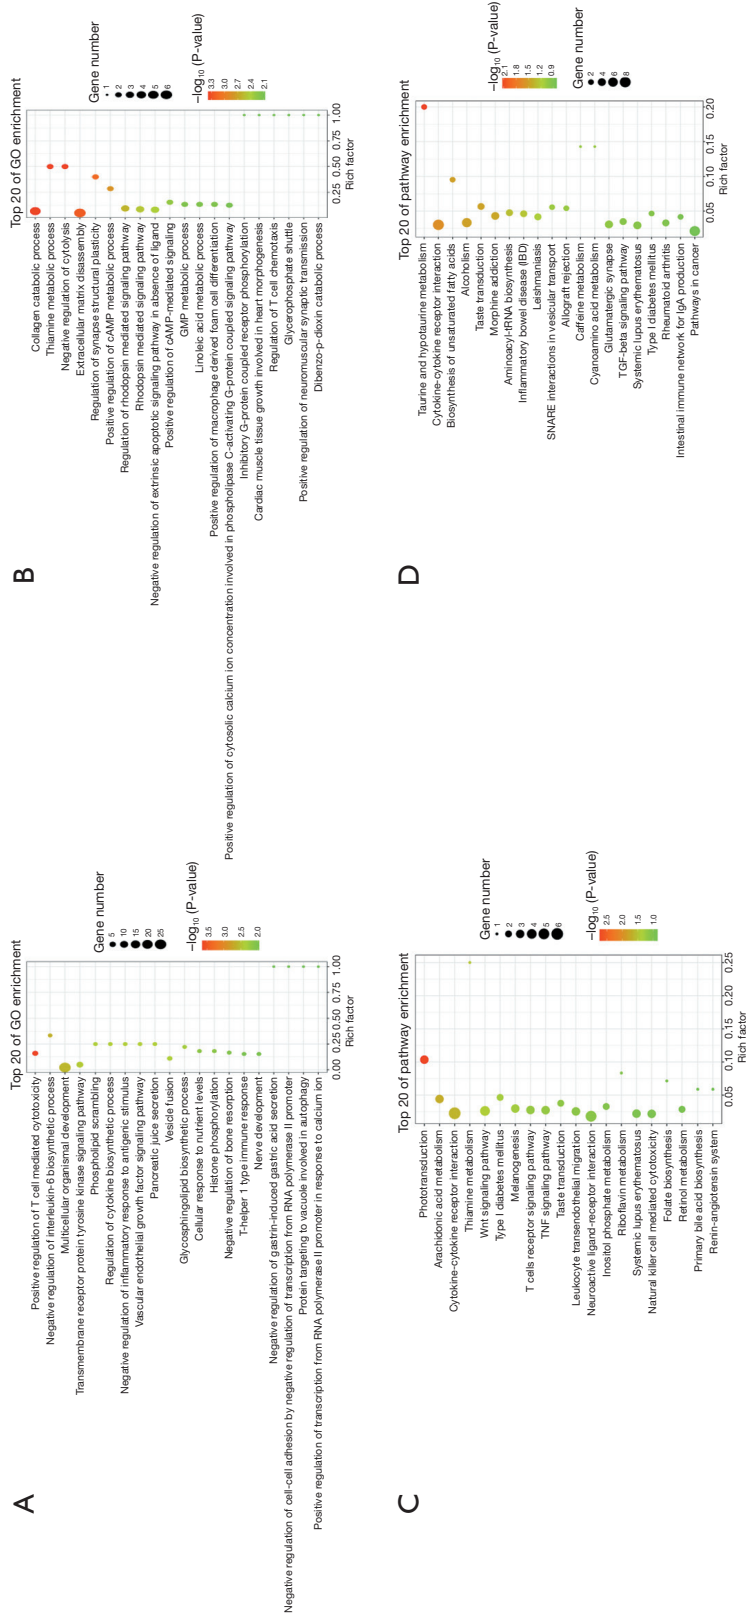 A
Top 20 of GO enrichment
Positive regulation of T cell mediated cytotoxicity
Negative regulation of interleukin-6 biosynthetic process
Multicellular organismal development
Transmembrane receptor protein tyrosine kinase signaling pathway
Phospholipid scrambling
Regulation of cytokine biosynthetic process
Negative regulation of inflammatory response to antigenic stimulus
Vascular endothelial growth factor signaling pathway
Pancreatic juice secretion
Vesicle fusion
Glycosphingolipid biosynthetic process
Cellular response to nutrient levels
Histone phosphorylation
Negative regulation of bone resorption
T-helper 1 type immune response
Nerve development
Negative regulation of gastrin-induced gastric acid secretion
Negative regulation of cell-cell adhesion by negative regulation of transcription from RNA polymerase II promoter
Protein targeting to vacuole involved in autophagy
Positive regulation of transcription from RNA polymerase II promoter in response to calcium ion
0.00 0.25 0.50 0.75 1.00
Rich factor
Gene number
5
10
15
20
25
−log10 (P-value)
3.5
3.0
2.5
2.0
B
Top 20 of GO enrichment
Collagen catabolic process
Thiamine metabolic process
Negative regulation of cytolysis
Extracellular matrix disassembly
Regulation of synapse structural plasticity
Positive regulation of cAMP metabolic process
Regulation of rhodopsin mediated signaling pathway
Rhodopsin mediated signaling pathway
Negative regulation of extrinsic apoptotic signaling pathway in absence of ligand
Positive regulation of cAMP-mediated signaling
GMP metabolic process
Linoleic acid metabolic process
Positive regulation of macrophage derived foam cell differentiation
Positive regulation of cytosolic calcium ion concentration involved in phospholipase C-activating G-protein coupled signaling pathway
Inhibitory G-protein coupled receptor phosphorylation
Cardiac muscle tissue growth involved in heart morphogenesis
Regulation of T cell chemotaxis
Glycerophosphate shuttle
Positive regulation of neuromuscular synaptic transmission
Dibenzo-p-dioxin catabolic process
0.25 0.50 0.75 1.00
Rich factor
Gene number
1
2
3
4
5
6
−log10 (P-value)
3.3
3.0
2.7
2.4
2.1
C
Top 20 of pathway enrichment
Phototransduction
Arachidonic acid metabolism
Cytokine-cytokine receptor interaction
Thiamine metabolism
Wnt signaling pathway
Type I diabetes mellitus
Melanogenesis
T cells receptor signaling pathway
TNF signaling pathway
Taste transduction
Leukocyte transendothelial migration
Neuroactive ligand-receptor interaction
Inositol phosphate metabolism
Riboflavin metabolism
Systemic lupus erythematosus
Natural killer cell mediated cytotoxicity
Folate biosynthesis
Retinol metabolism
Primary bile acid biosynthesis
Renin-angiotensin system
0.05 0.10 0.15 0.20 0.25
Rich factor
Gene number
1
2
3
4
5
6
−log10 (P-value)
2.5
2.0
1.5
1.0
D
Top 20 of pathway enrichment
Taurine and hypotaurine metabolism
Cytokine-cytokine receptor interaction
Biosynthesis of unsaturated fatty acids
Alcoholism
Taste transduction
Morphine addiction
Aminoacyl-tRNA biosynthesis
Inflammatory bowel disease (IBD)
Leishmaniasis
SNARE interactions in vesicular transport
Allograft rejection
Caffeine metabolism
Cyanoamino acid metabolism
Glutamatergic synapse
TGF-beta signaling pathway
Systemic lupus erythematosus
Type I diabetes mellitus
Rheumatoid arthritis
Intestinal immune network for IgA production
Pathways in cancer
0.05 0.10 0.15 0.20
Rich factor
−log10 (P-value)
2.1
1.8
1.5
1.2
0.9
Gene number
2
4
6
8